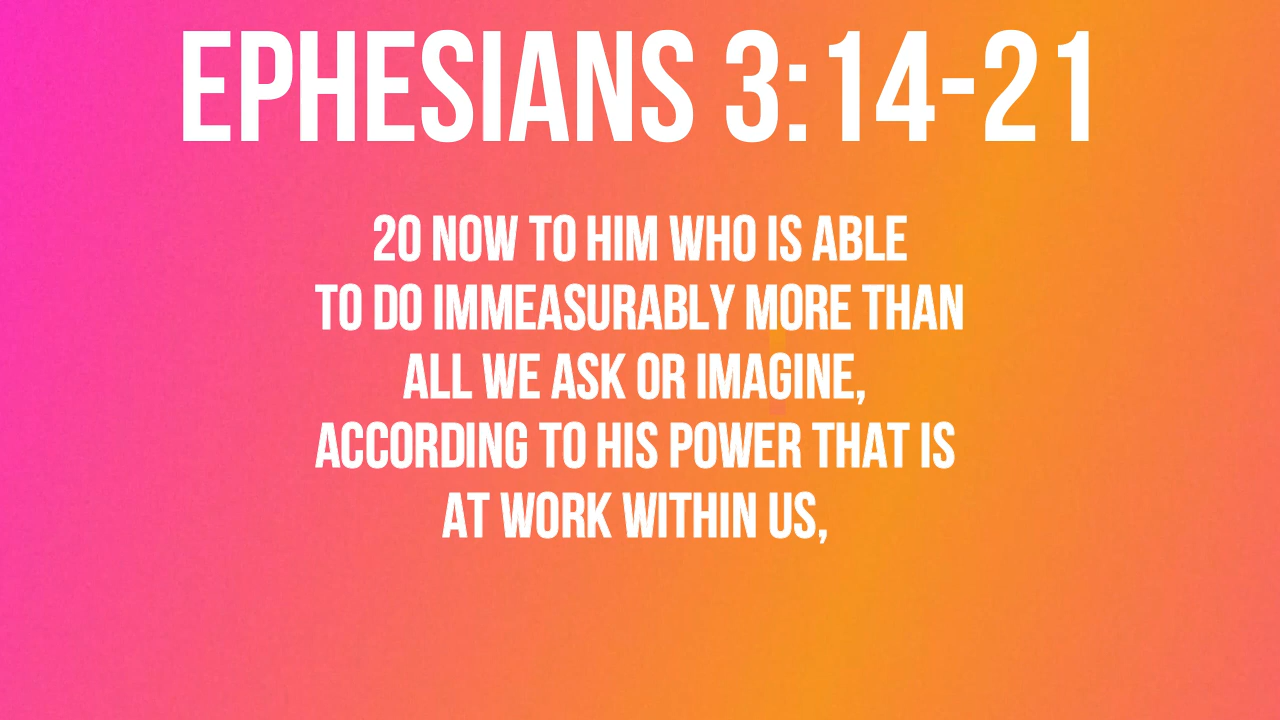 EPHESIANS 3:14-21
20 NOW TO HIM WHO IS ABLE
TO DO IMMEASURABLY MORE THAN
ALL WE ASK OR IMAGINE,
ACCORDING TO HIS POWER THAT IS
AT WORK WITHIN US,